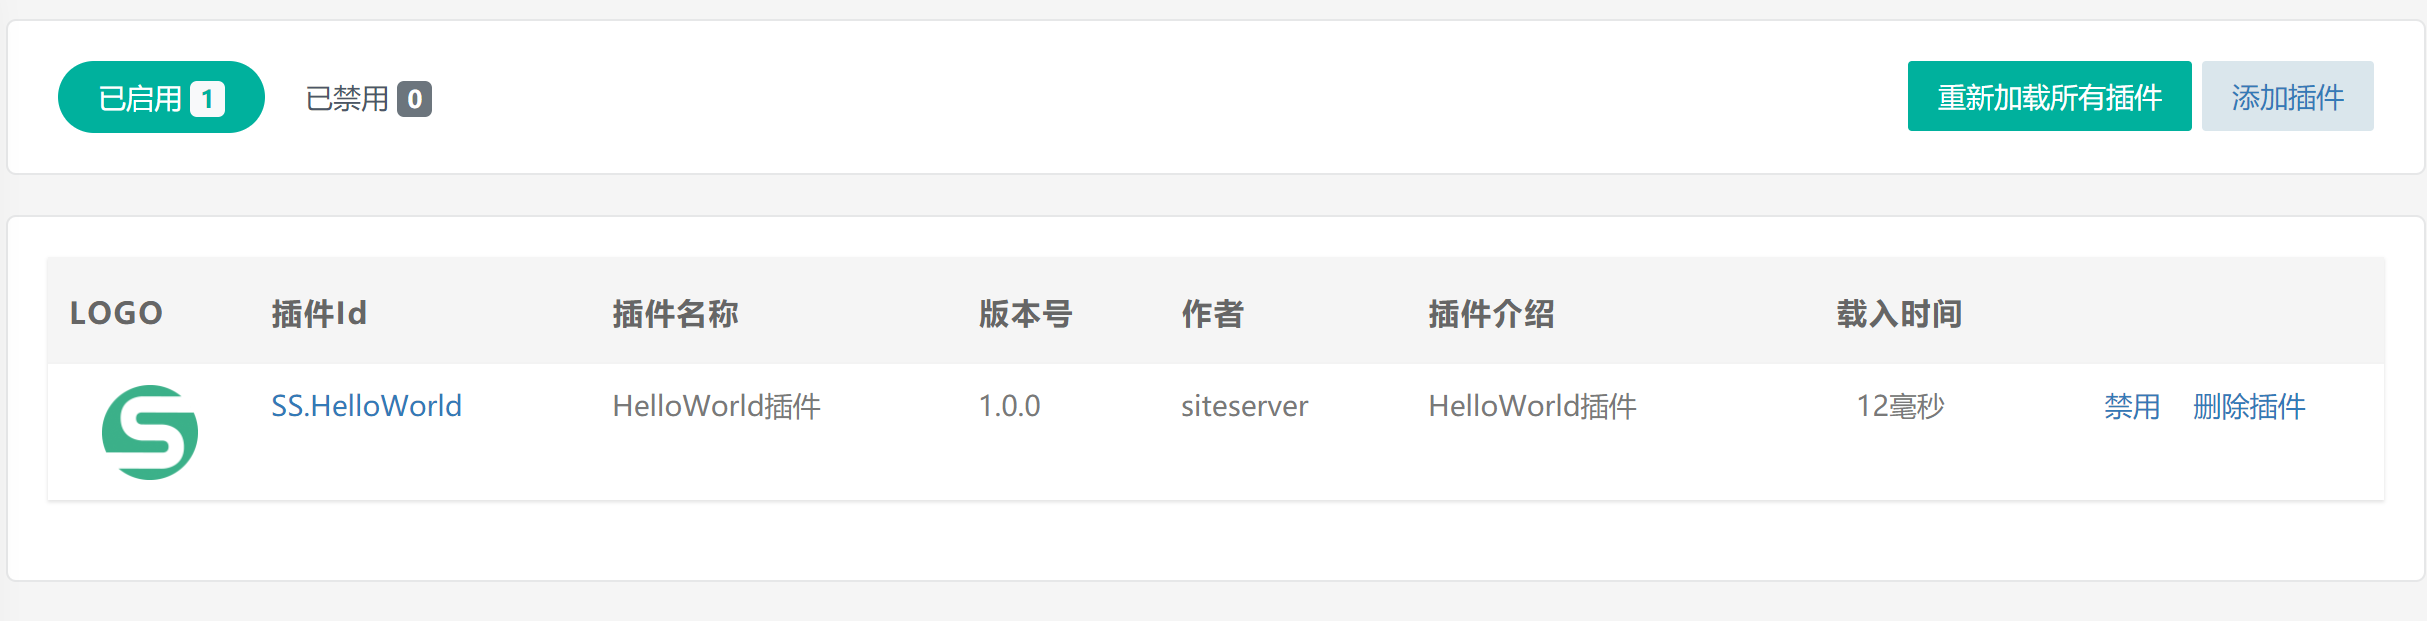 已启用 1 已禁用 0 重新加载所有插件 添加插件
LOGO 插件Id 插件名称 版本号 作者 插件介绍 载入时间
SS.HelloWorld HelloWorld插件 1.0.0 siteserver HelloWorld插件 12毫秒 禁用 删除插件